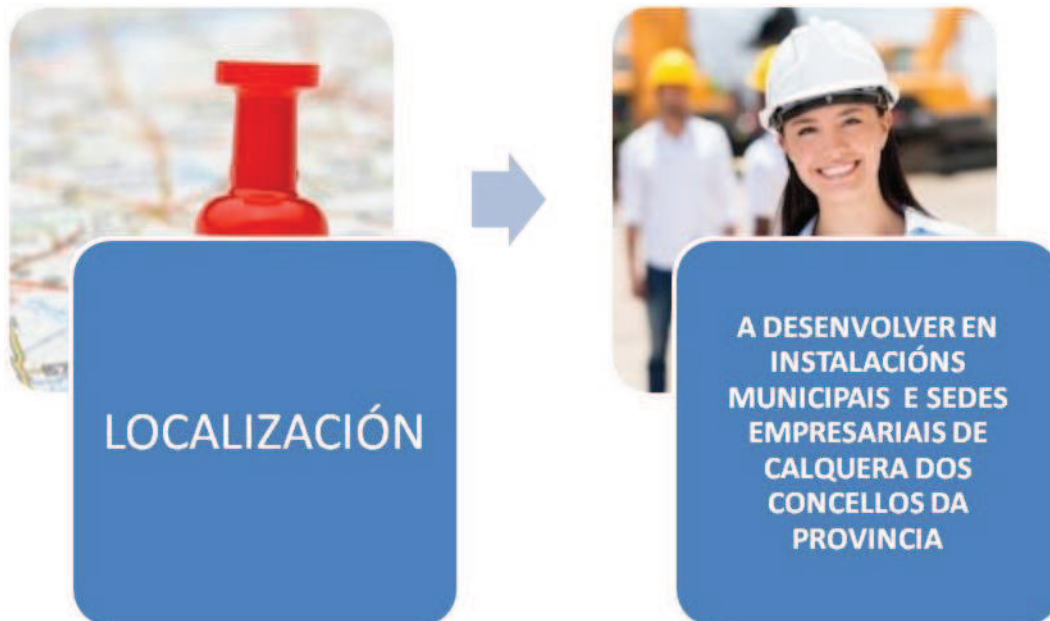 LOCALIZACIÓN
A DESENVOLVER EN
INSTALACIÓNS
MUNICIPAIS E SEDES
EMPRESARIAIS DE
CALQUERA DOS
CONCELLOS DA
PROVINCIA